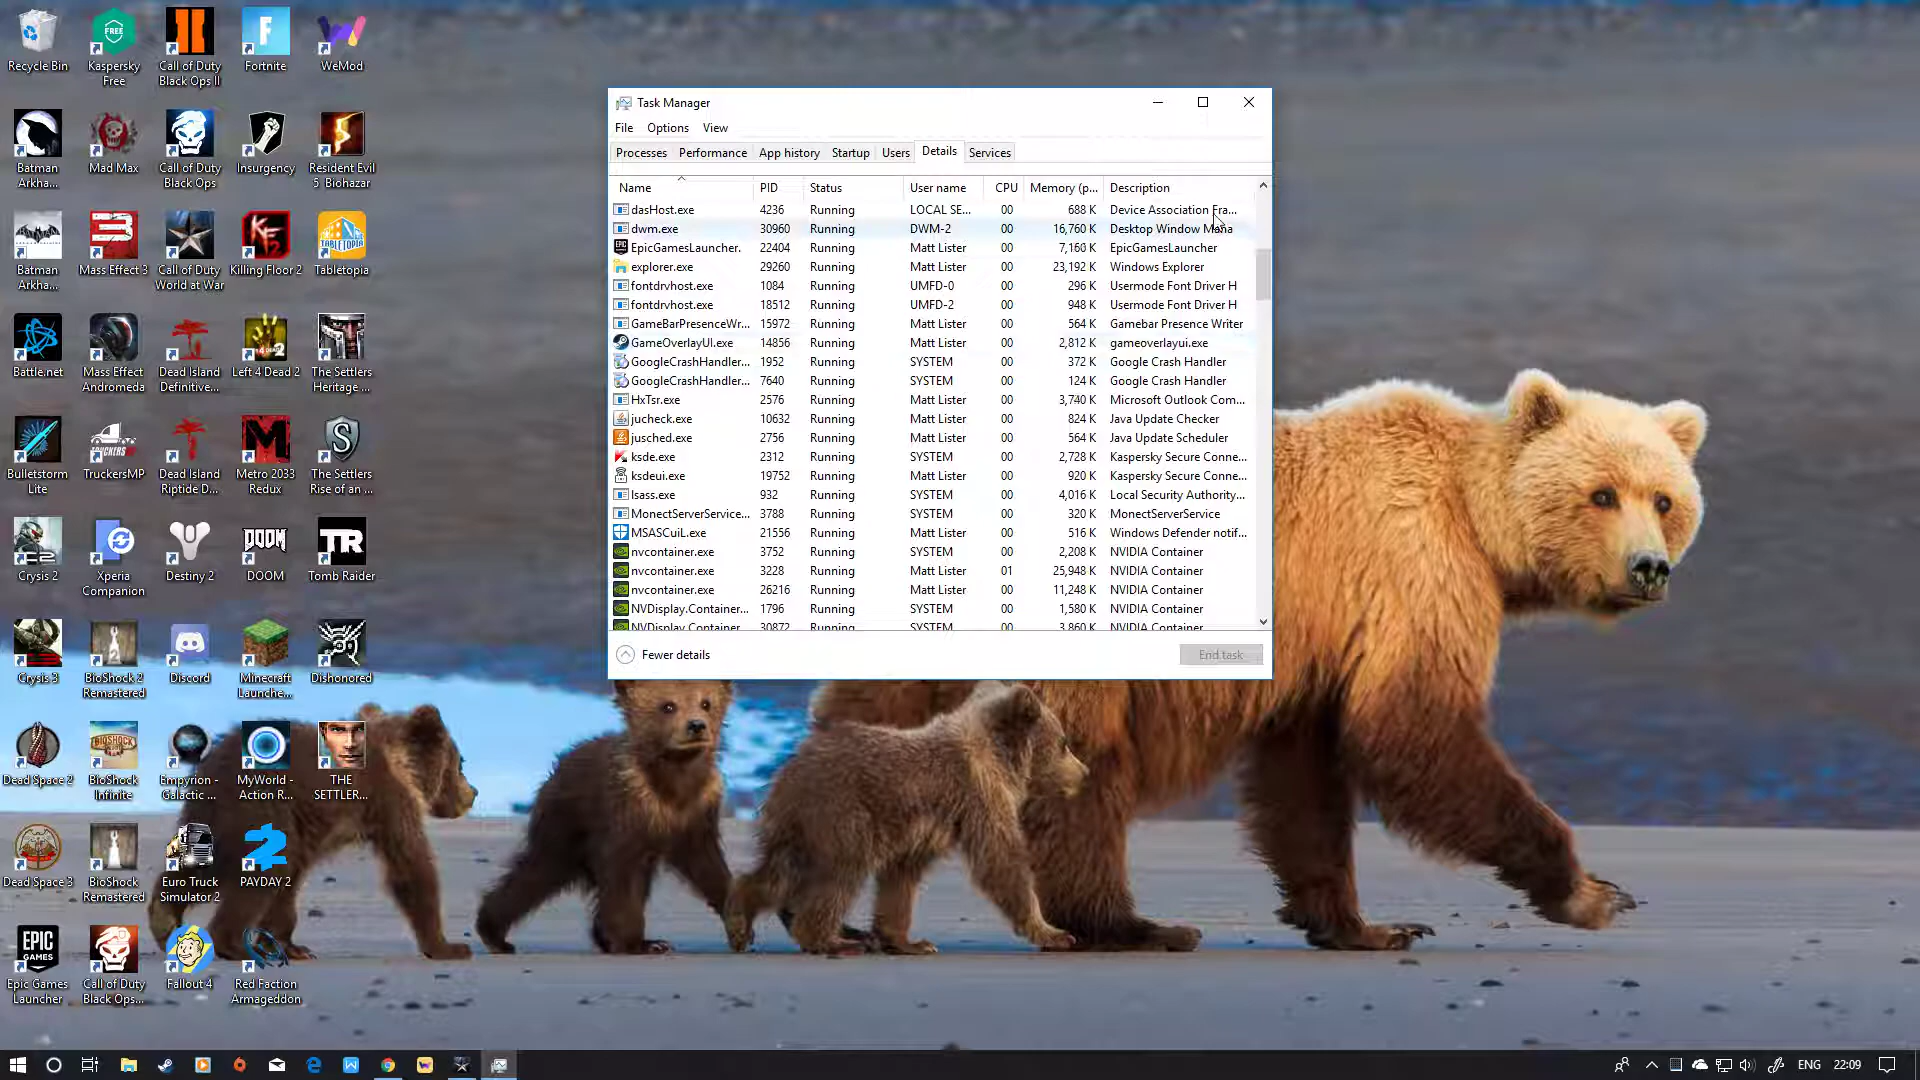 Recycle Bin
Kaspersky Free
Call of Duty Black Ops II
Fortnite
WeMod
Batman Arkha...
Mad Max
Call of Duty Black Ops
Insurgency
Resident Evil 5 Biohazar
Batman Arkha...
Mass Effect 3
Call of Duty World at War
Killing Floor 2
Tabletopia
Battle.net
Mass Effect Andromeda
Dead Island Definitive...
Left 4 Dead 2
The Settlers Heritage ...
Bulletstorm Lite
TruckersMP
Dead Island Riptide D...
Metro 2033 Redux
The Settlers Rise of an ...
Crysis 2
Xperia Companion
Destiny 2
DOOM
Tomb Raider
Crysis 3
BioShock 2 Remastered
Discord
Minecraft Launche...
Dishonored
Dead Space 2
BioShock Infinite
Empyrion - Galactic ...
MyWorld - Action R...
THE SETTLER...
Dead Space 3
BioShock Remastered
Euro Truck Simulator 2
PAYDAY 2
Epic Games Launcher
Call of Duty Black Ops...
Fallout 4
Red Faction Armageddon
Task Manager
File Options View
Processes Performance App history Startup Users Details Services
Name PID Status User name CPU Memory (p... Description
dasHost.exe 4236 Running LOCAL SE... 00 688 K Device Association Fra...
dwm.exe 30960 Running DWM-2 00 16,760 K Desktop Window Mana
EpicGamesLauncher. 22404 Running Matt Lister 00 7,160 K EpicGamesLauncher
explorer.exe 29260 Running Matt Lister 00 23,192 K Windows Explorer
fontdrvhost.exe 1084 Running UMFD-0 00 296 K Usermode Font Driver H
fontdrvhost.exe 18512 Running UMFD-2 00 948 K Usermode Font Driver H
GameBarPresenceWr... 15972 Running Matt Lister 00 564 K Gamebar Presence Writer
GameOverlayUI.exe 14856 Running Matt Lister 00 2,812 K gameoverlayui.exe
GoogleCrashHandler... 1952 Running SYSTEM 00 372 K Google Crash Handler
GoogleCrashHandler... 7640 Running SYSTEM 00 124 K Google Crash Handler
HxTsr.exe 2576 Running Matt Lister 00 3,740 K Microsoft Outlook Com...
jucheck.exe 10632 Running Matt Lister 00 824 K Java Update Checker
jusched.exe 2756 Running Matt Lister 00 564 K Java Update Scheduler
ksde.exe 2312 Running SYSTEM 00 2,728 K Kaspersky Secure Conne...
ksdeui.exe 19752 Running Matt Lister 00 920 K Kaspersky Secure Conne...
lsass.exe 932 Running SYSTEM 00 4,016 K Local Security Authority...
MonectServerService... 3788 Running SYSTEM 00 320 K MonectServerService
MSASCuiL.exe 21556 Running Matt Lister 00 516 K Windows Defender notif...
nvcontainer.exe 3752 Running SYSTEM 00 2,208 K NVIDIA Container
nvcontainer.exe 3228 Running Matt Lister 01 25,948 K NVIDIA Container
nvcontainer.exe 26216 Running Matt Lister 00 11,248 K NVIDIA Container
NVDisplay.Container... 1796 Running SYSTEM 00 1,580 K NVIDIA Container
NVDisplay.Container 30872 Running SYSTEM 00 3,860 K NVIDIA Container
Fewer details
End task
ENG 22:09